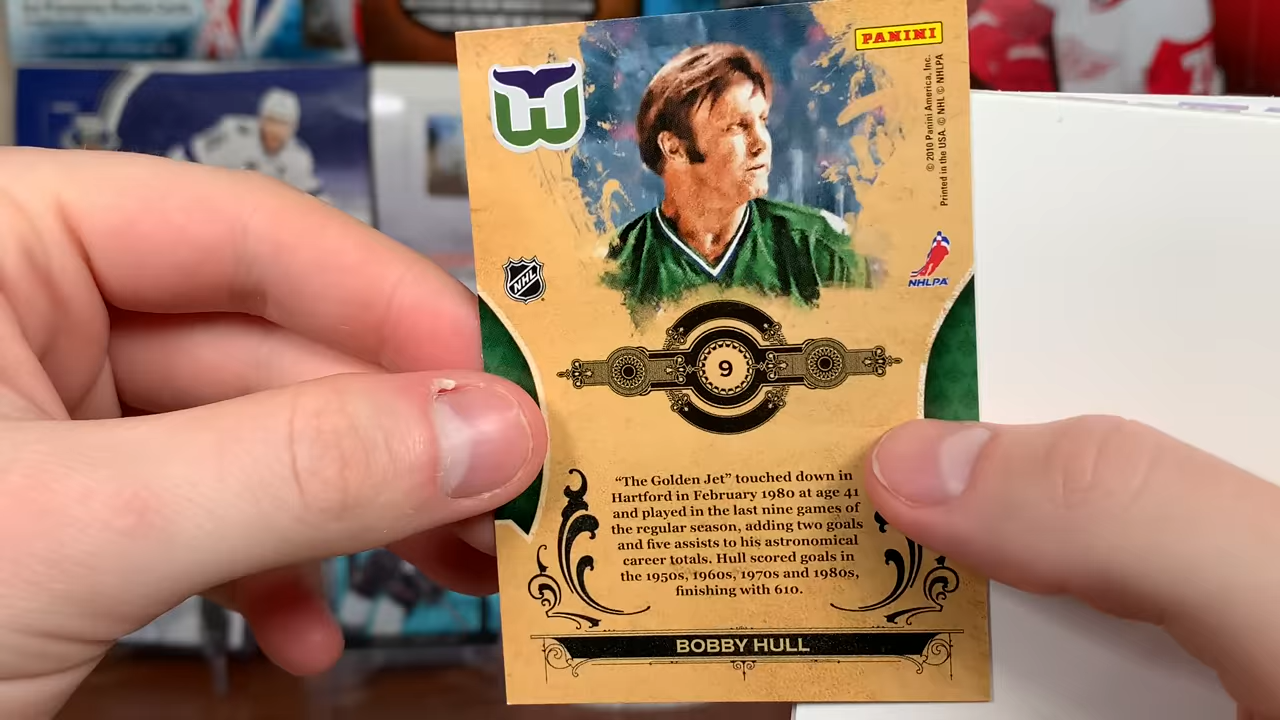 PANINI
© 2010 Panini America, Inc.
Printed in the USA. © NHL © NHLPA
NHL
NHLPA
9
“The Golden Jet” touched down in
Hartford in February 1980 at age 41
and played in the last nine games of
the regular season, adding two goals
and five assists to his astronomical
career totals. Hull scored goals in
the 1950s, 1960s, 1970s and 1980s,
finishing with 610.
BOBBY HULL